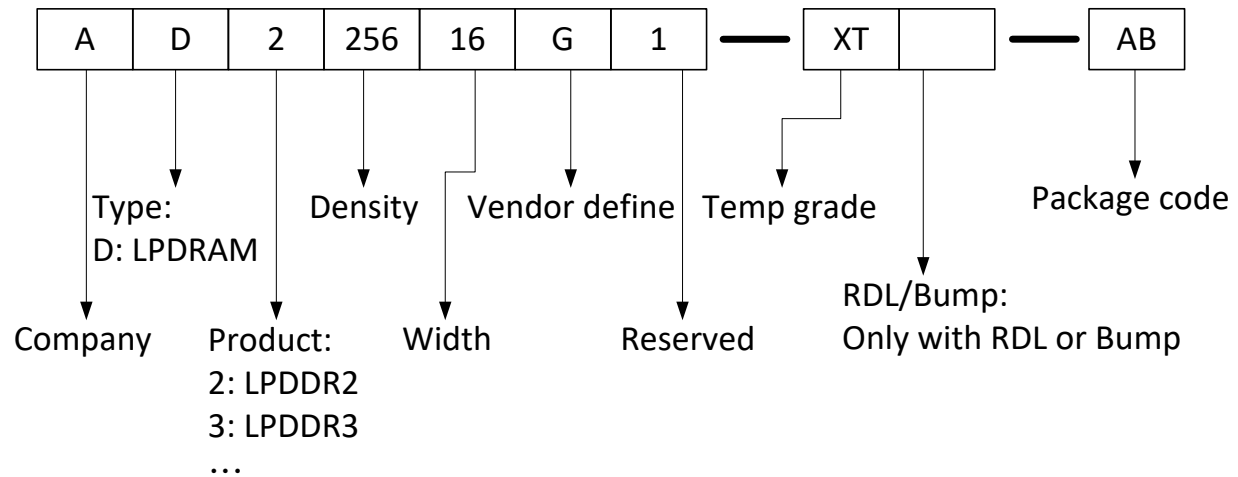 A D 2 256 16 G 1 — XT — AB
Type:
D: LPDRAM
Density
Vendor define
Temp grade
Package code
Company
Product:
2: LPDDR2
3: LPDDR3
…
Width
Reserved
RDL/Bump:
Only with RDL or Bump